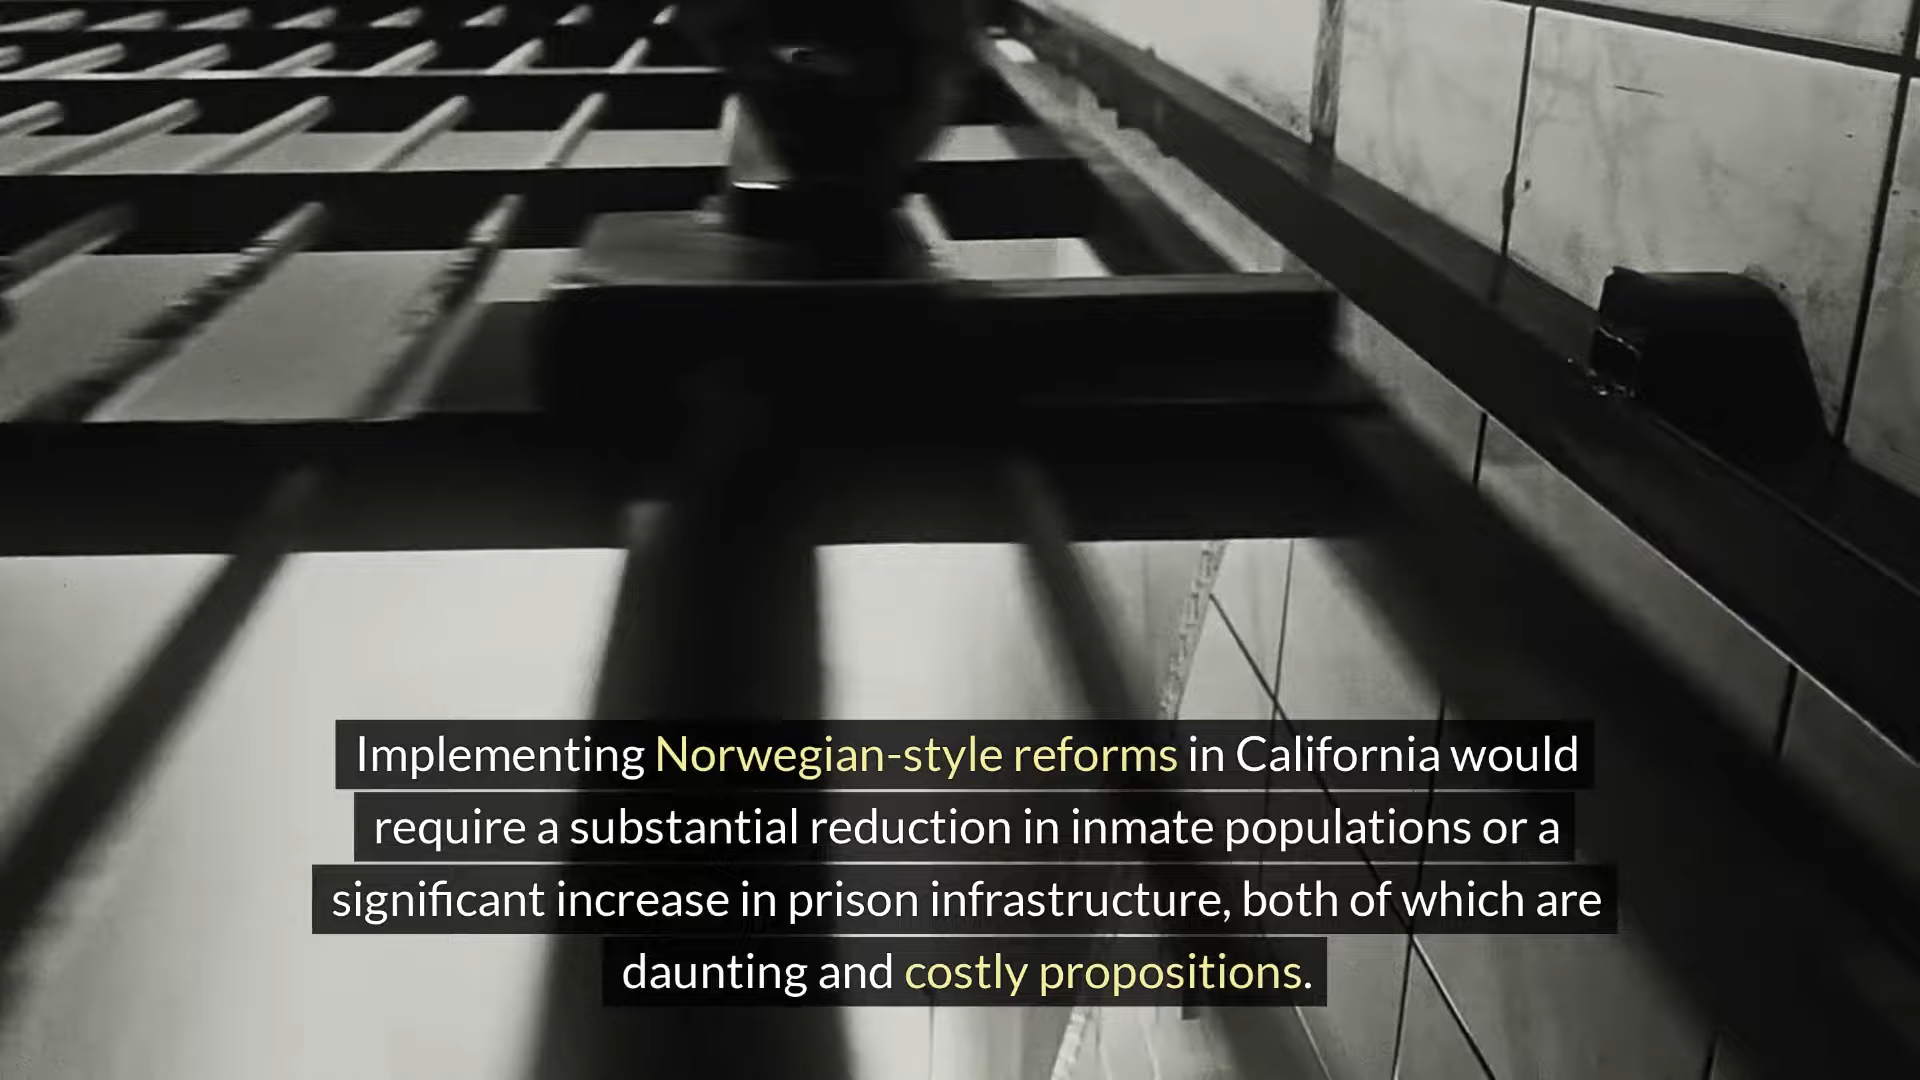 Implementing Norwegian-style reforms in California would
require a substantial reduction in inmate populations or a
significant increase in prison infrastructure, both of which are
daunting and costly propositions.